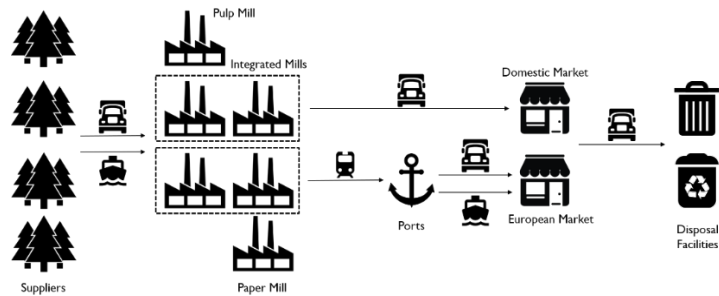 Pulp Mill
Integrated Mills
Domestic Market
Ports
European Market
Disposal
Facilities
Suppliers
Paper Mill